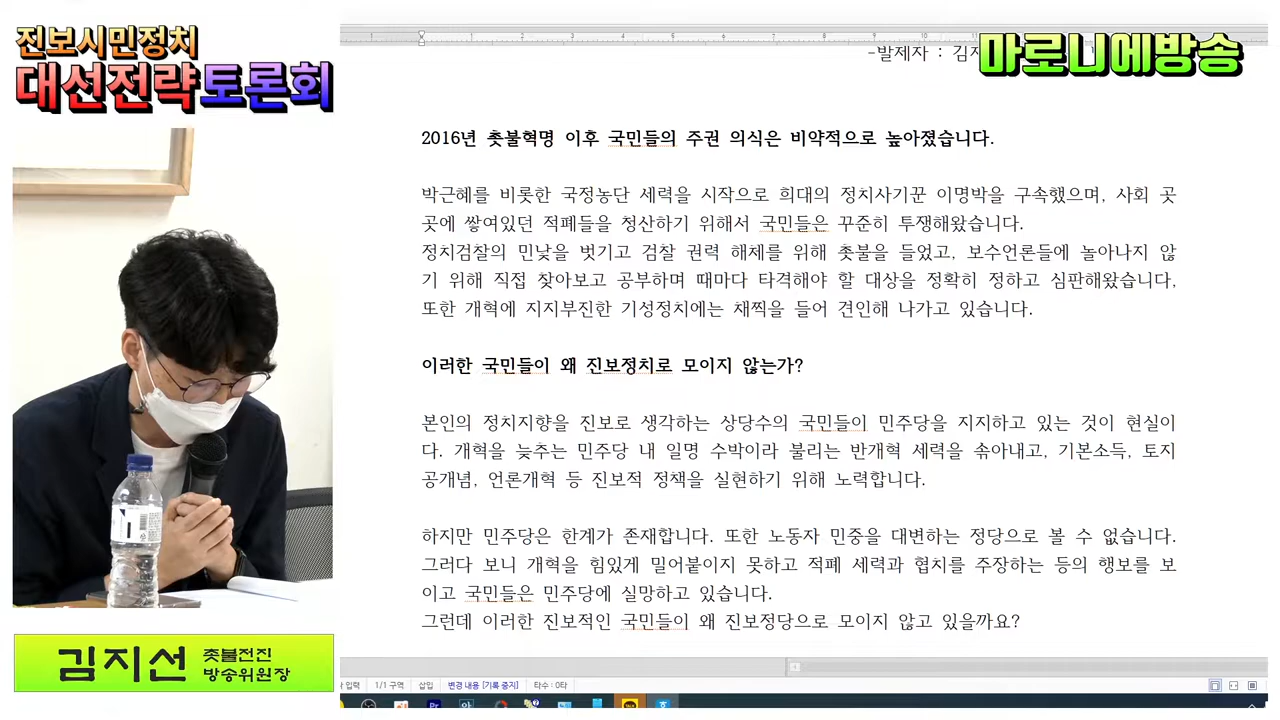 진보시민정치
대선전략토론회
마로니에방송
-발제자 : 김
2016년 촛불혁명 이후 국민들의 주권 의식은 비약적으로 높아졌습니다.
박근혜를 비롯한 국정농단 세력을 시작으로 희대의 정치사기꾼 이명박을 구속했으며, 사회 곳
곳에 쌓여있던 적폐들을 청산하기 위해서 국민들은 꾸준히 투쟁해왔습니다.
정치검찰의 민낯을 벗기고 검찰 권력 해체를 위해 촛불을 들었고, 보수언론들에 놀아나지 않
기 위해 직접 찾아보고 공부하며 때마다 타격해야 할 대상을 정확히 정하고 심판해왔습니다.
또한 개혁에 지지부진한 기성정치에는 채찍을 들어 견인해 나가고 있습니다.
이러한 국민들이 왜 진보정치로 모이지 않는가?
본인의 정치지향을 진보로 생각하는 상당수의 국민들이 민주당을 지지하고 있는 것이 현실이
다. 개혁을 늦추는 민주당 내 일명 수박이라 불리는 반개혁 세력을 솎아내고, 기본소득, 토지
공개념, 언론개혁 등 진보적 정책을 실현하기 위해 노력합니다.
하지만 민주당은 한계가 존재합니다. 또한 노동자 민중을 대변하는 정당으로 볼 수 없습니다.
그러다 보니 개혁을 힘있게 밀어붙이지 못하고 적폐 세력과 협치를 주장하는 등의 행보를 보
이고 국민들은 민주당에 실망하고 있습니다.
그런데 이러한 진보적인 국민들이 왜 진보정당으로 모이지 않고 있을까요?
김지선 촛불전진
방송위원장
입력 1/1 구역 삽입 변경 내용 [기록 중지] 타수 : 0타